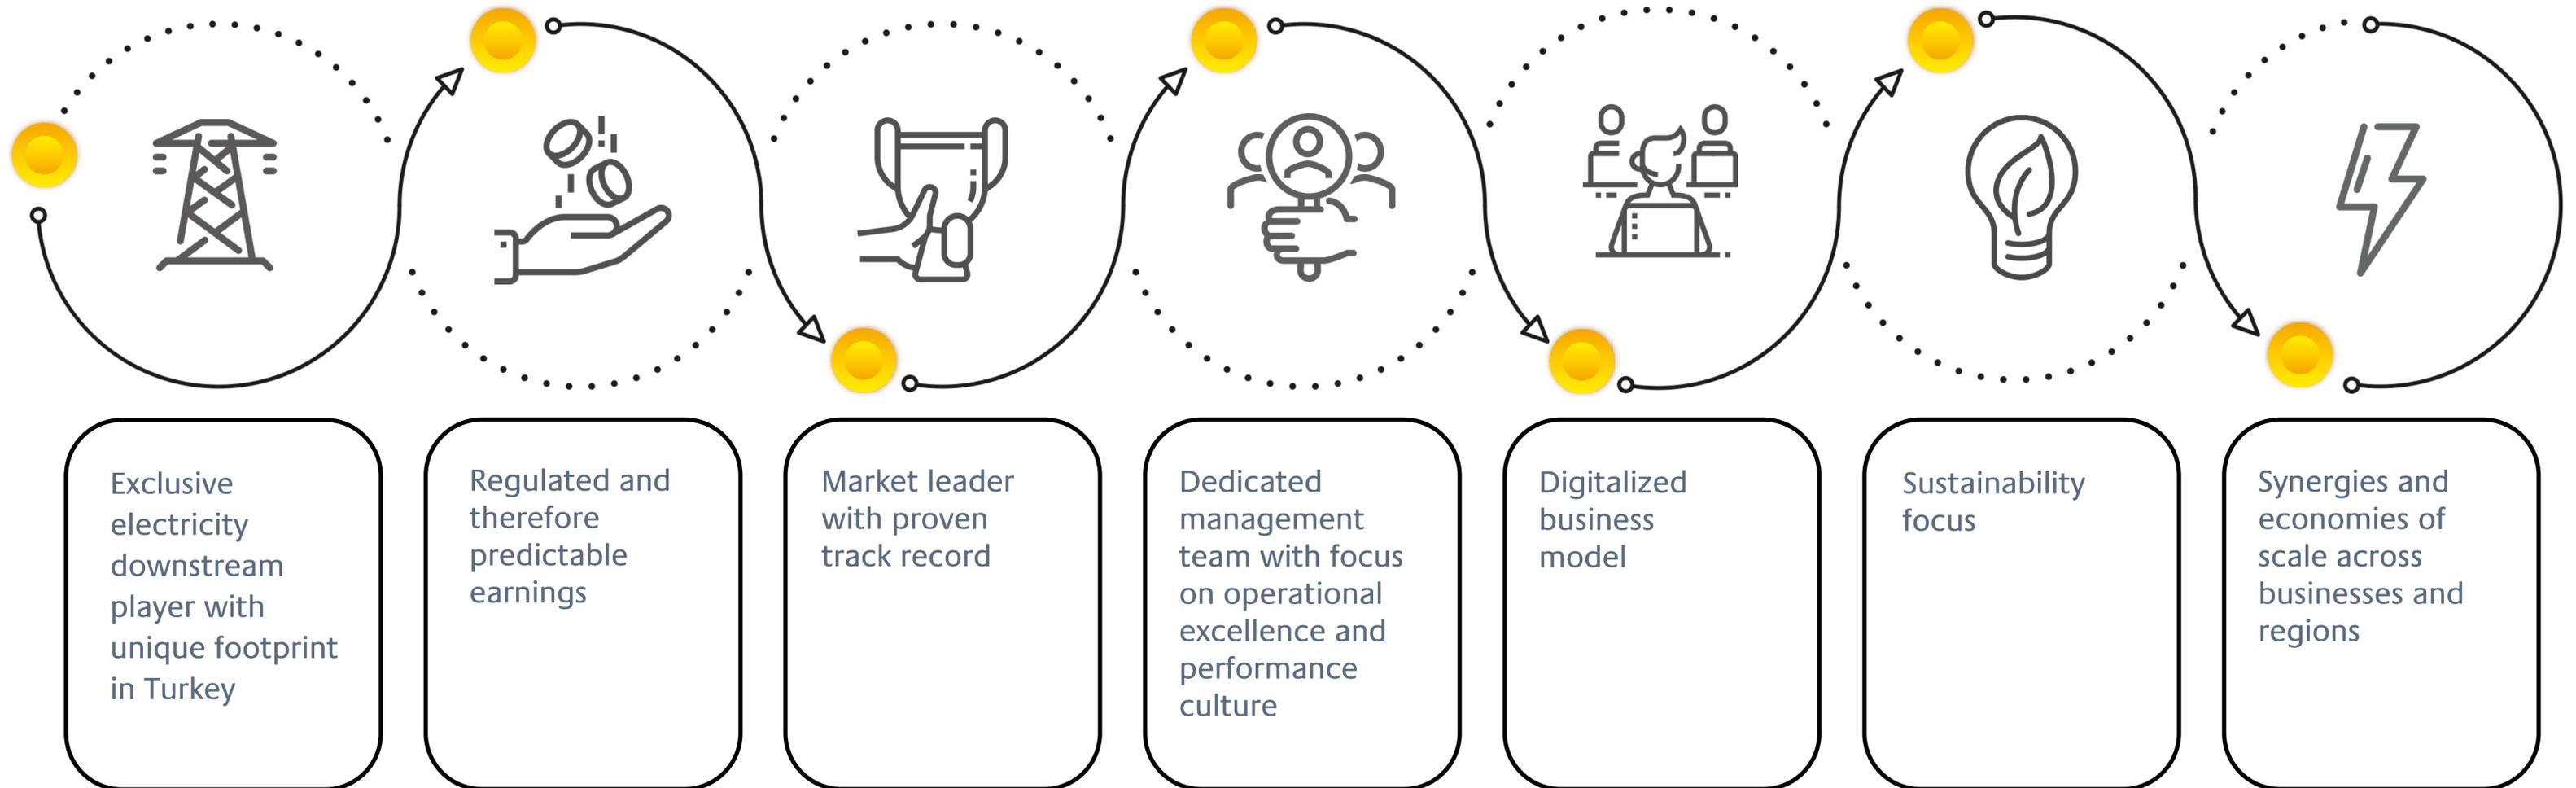 Exclusive
electricity
downstream
player with
unique footprint
in Turkey
Regulated and
therefore
predictable
earnings
Market leader
with proven
track record
Dedicated
management
team with focus
on operational
excellence and
performance
culture
Digitalized
business
model
Sustainability
focus
Synergies and
economies of
scale across
businesses and
regions